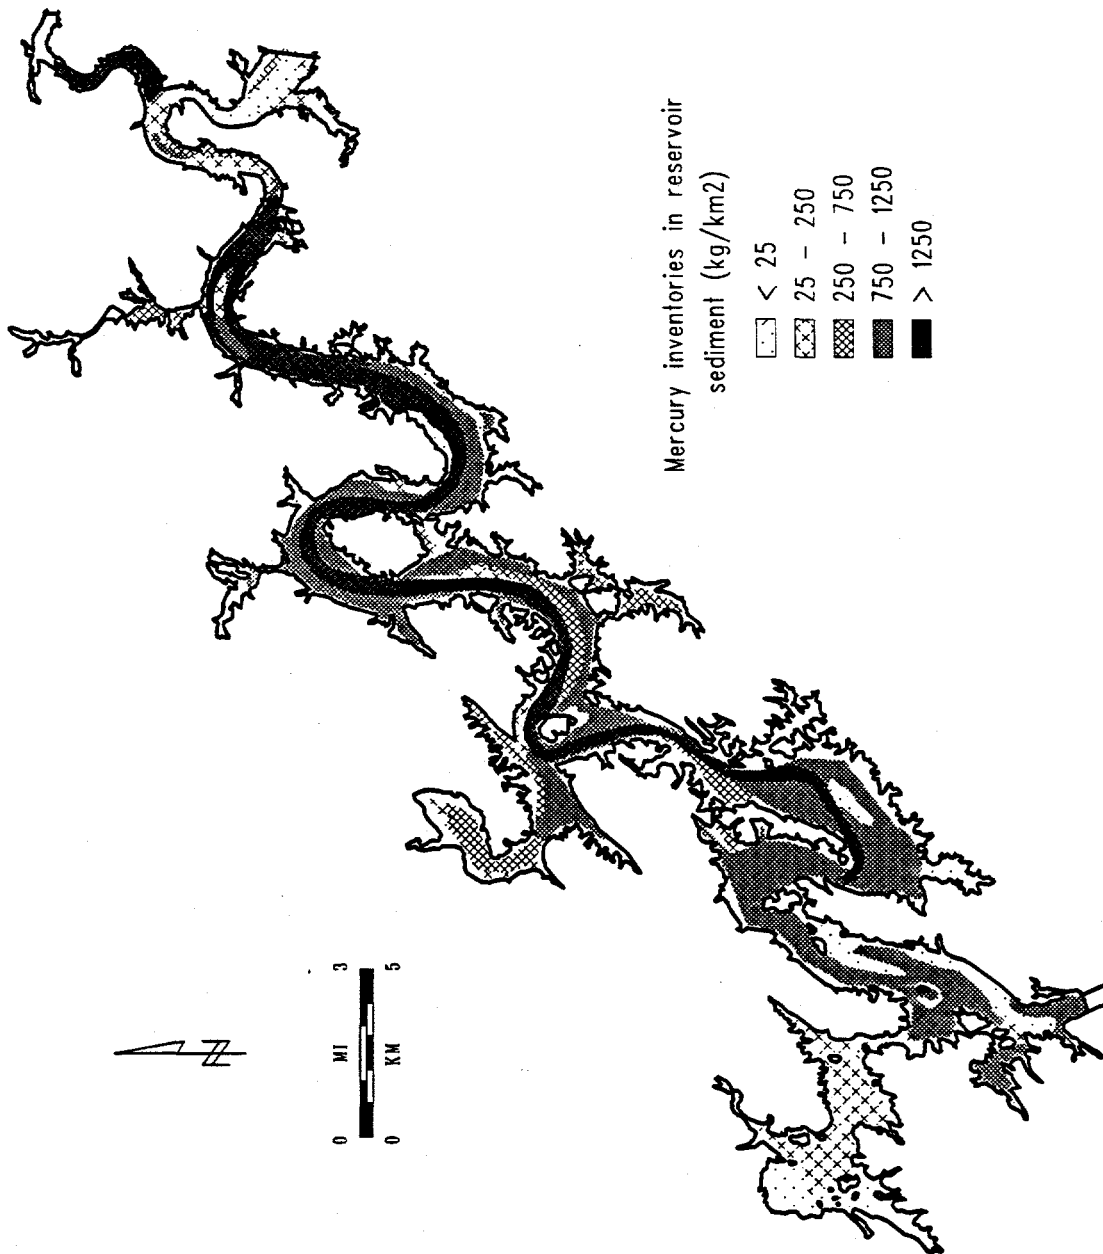 Mercury inventories in reservoir
sediment (kg/km2)
< 25
25 - 250
250 - 750
750 - 1250
> 1250
0 MI 3
0 KM 5
N